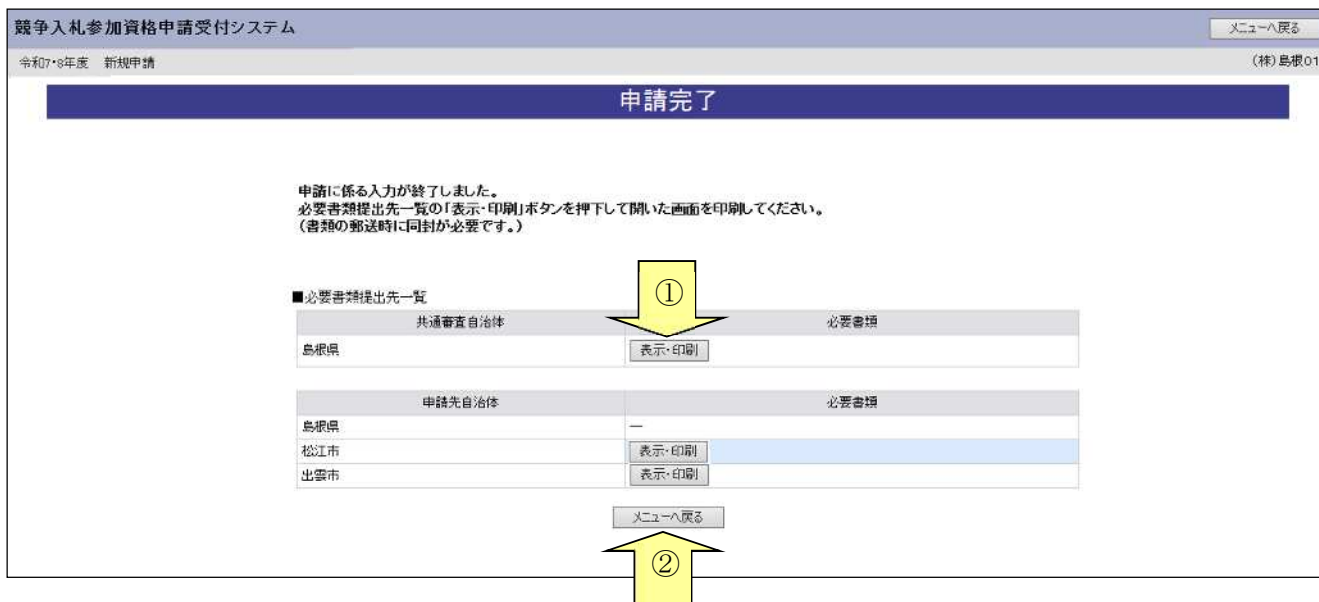 競争入札参加資格申請受付システム
メニューへ戻る
令和7・8年度 新規申請
(株)島根01
申請完了
申請に係る入力が終了しました。
必要書類提出先一覧の「表示・印刷」ボタンを押下して開いた画面を印刷してください。
(書類の郵送時に同封が必要です。)
①
■必要書類提出先一覧
共通審査自治体 必要書類
島根県 表示・印刷
申請先自治体 必要書類
島根県 ―
松江市 表示・印刷
出雲市 表示・印刷
メニューへ戻る
②